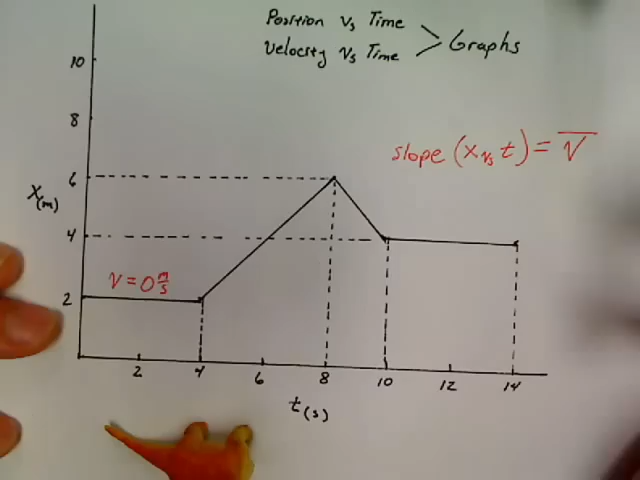 Position vs Time
Velocity vs Time > Graphs
slope (x vs t) = V̅
10
8
6
X(m)
4
V = 0 m/s
2
2 4 6 8 10 12 14
t(s)